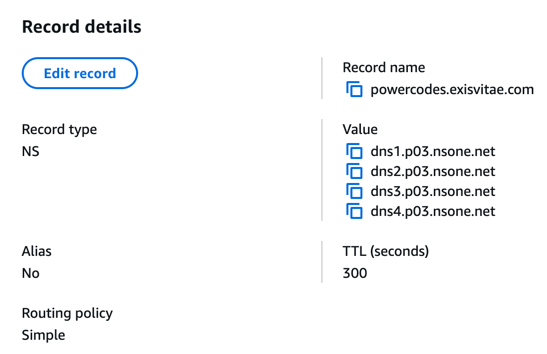 Record details
Edit record
Record name
powercodes.exisvitae.com
Record type
NS
Value
dns1.p03.nsone.net
dns2.p03.nsone.net
dns3.p03.nsone.net
dns4.p03.nsone.net
Alias
No
TTL (seconds)
300
Routing policy
Simple